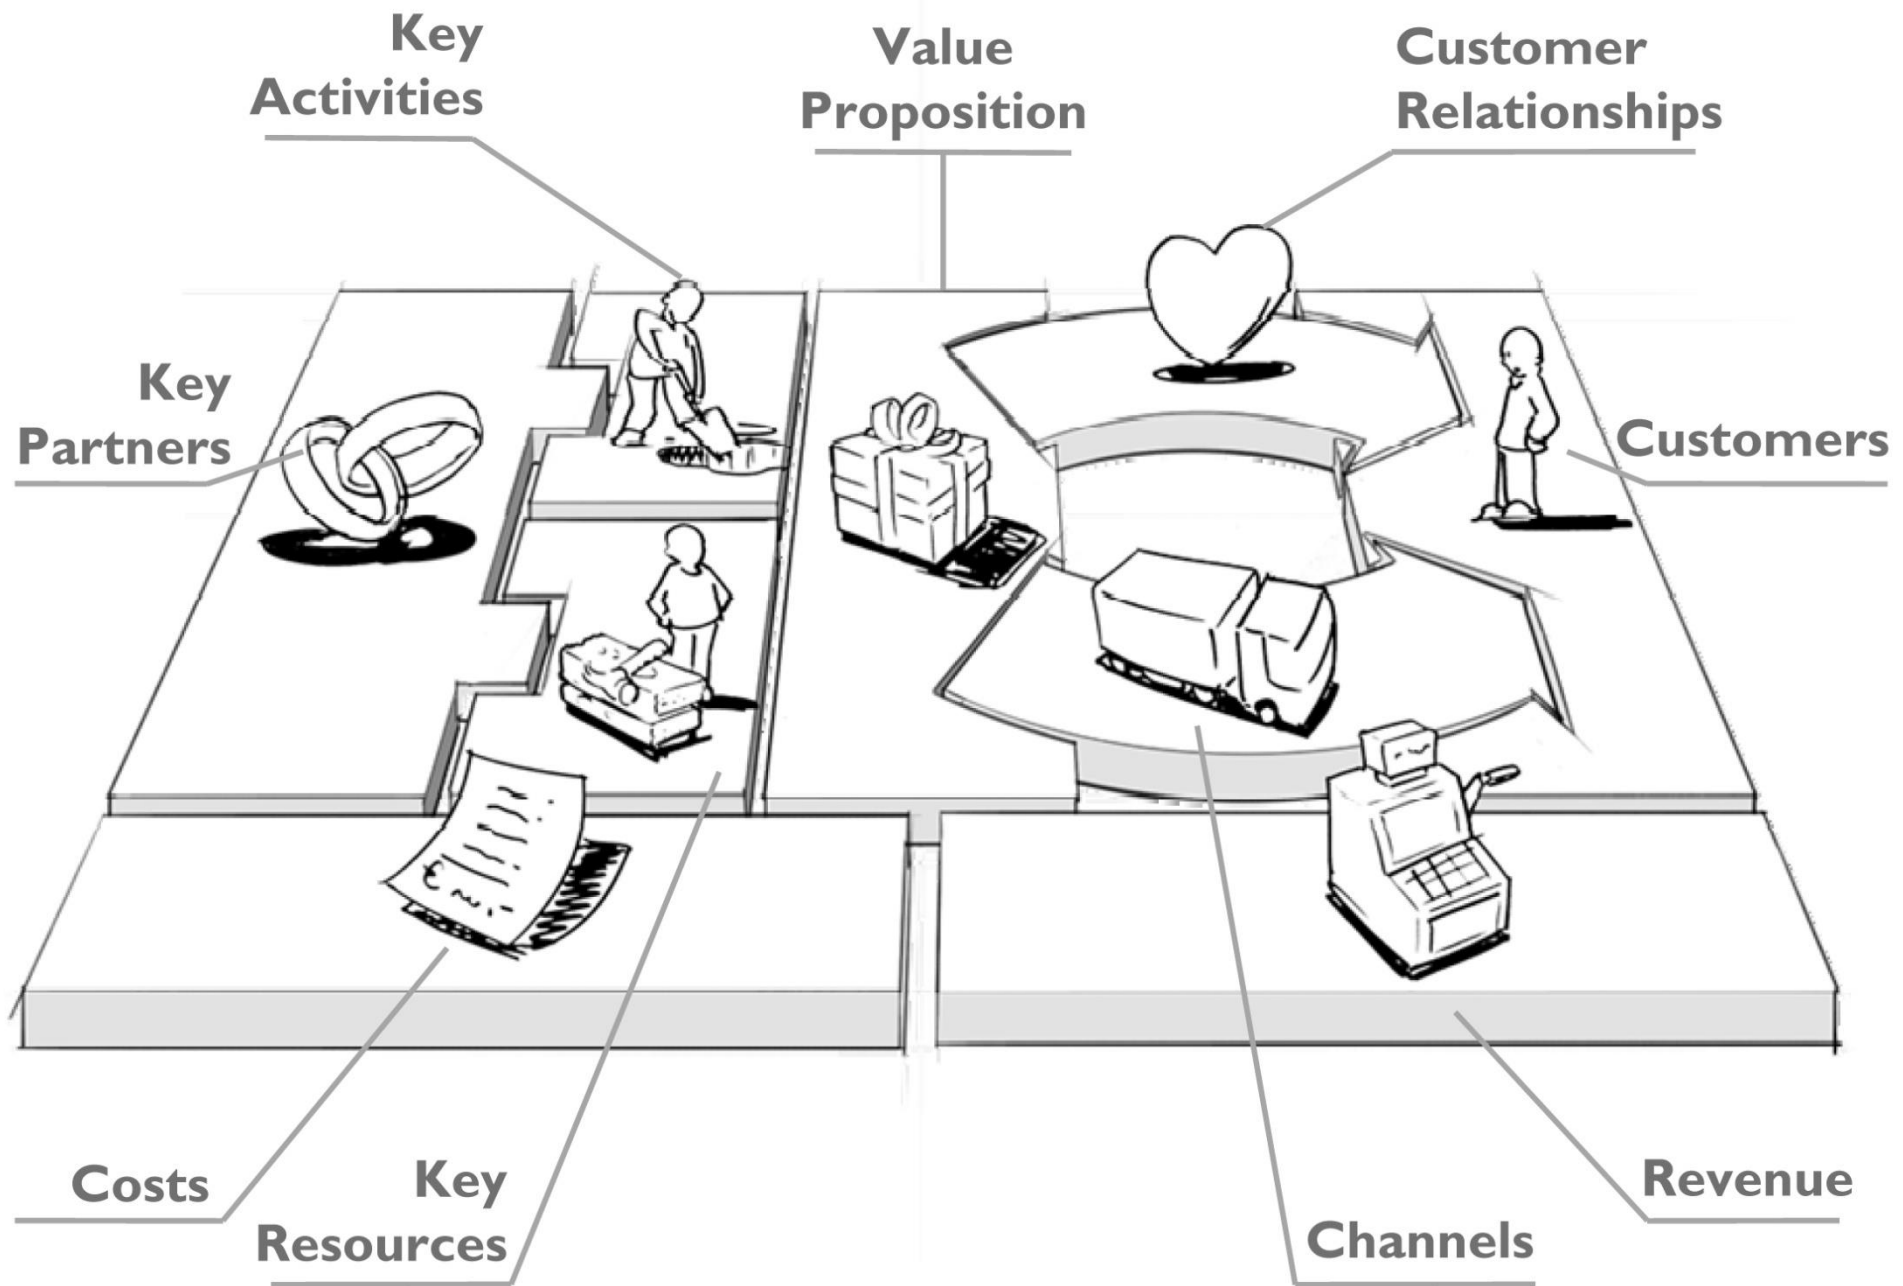 Key
Activities
Value
Proposition
Customer
Relationships
Key
Partners
Customers
€
Costs
Key
Resources
Channels
Revenue